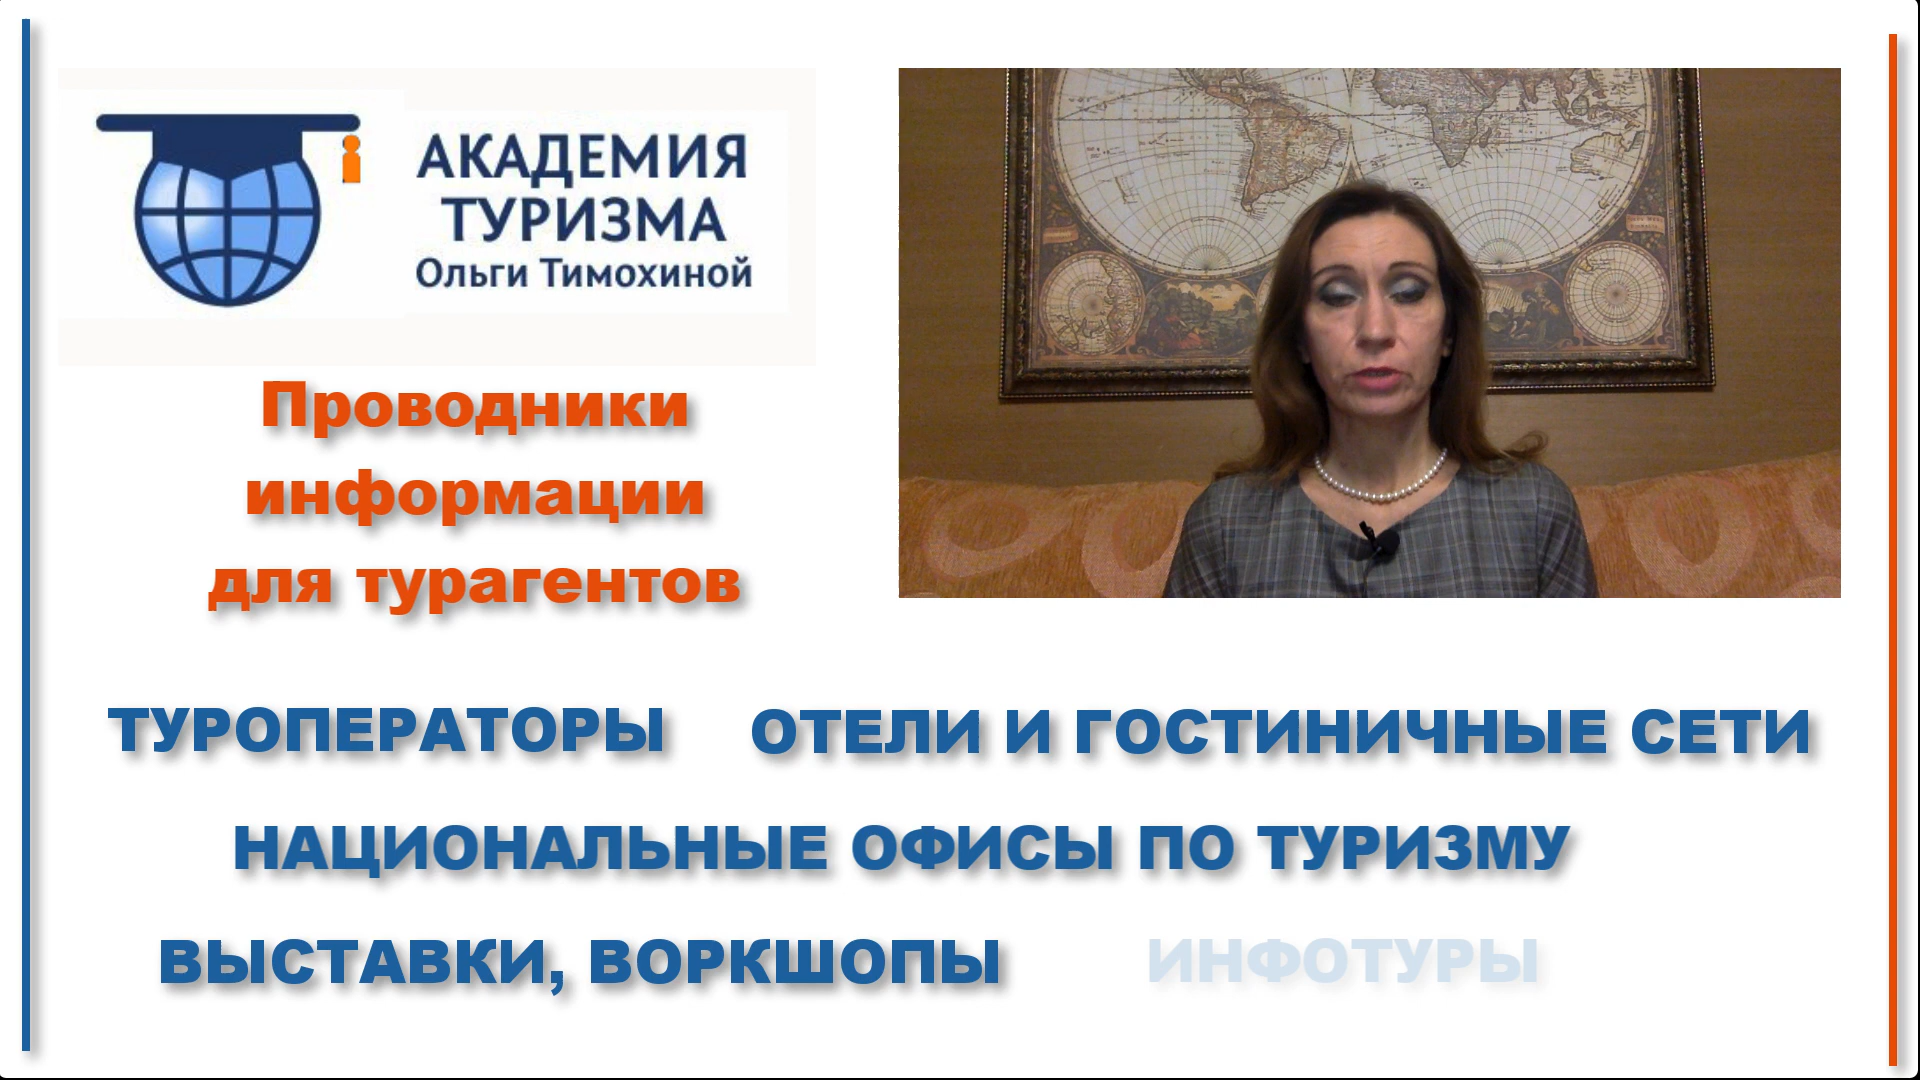 АКАДЕМИЯ
ТУРИЗМА
Ольги Тимохиной
Проводники
информации
для турагентов
ТУРОПЕРАТОРЫ ОТЕЛИ И ГОСТИНИЧНЫЕ СЕТИ
НАЦИОНАЛЬНЫЕ ОФИСЫ ПО ТУРИЗМУ
ВЫСТАВКИ, ВОРКШОПЫ ИНФОТУРЫ